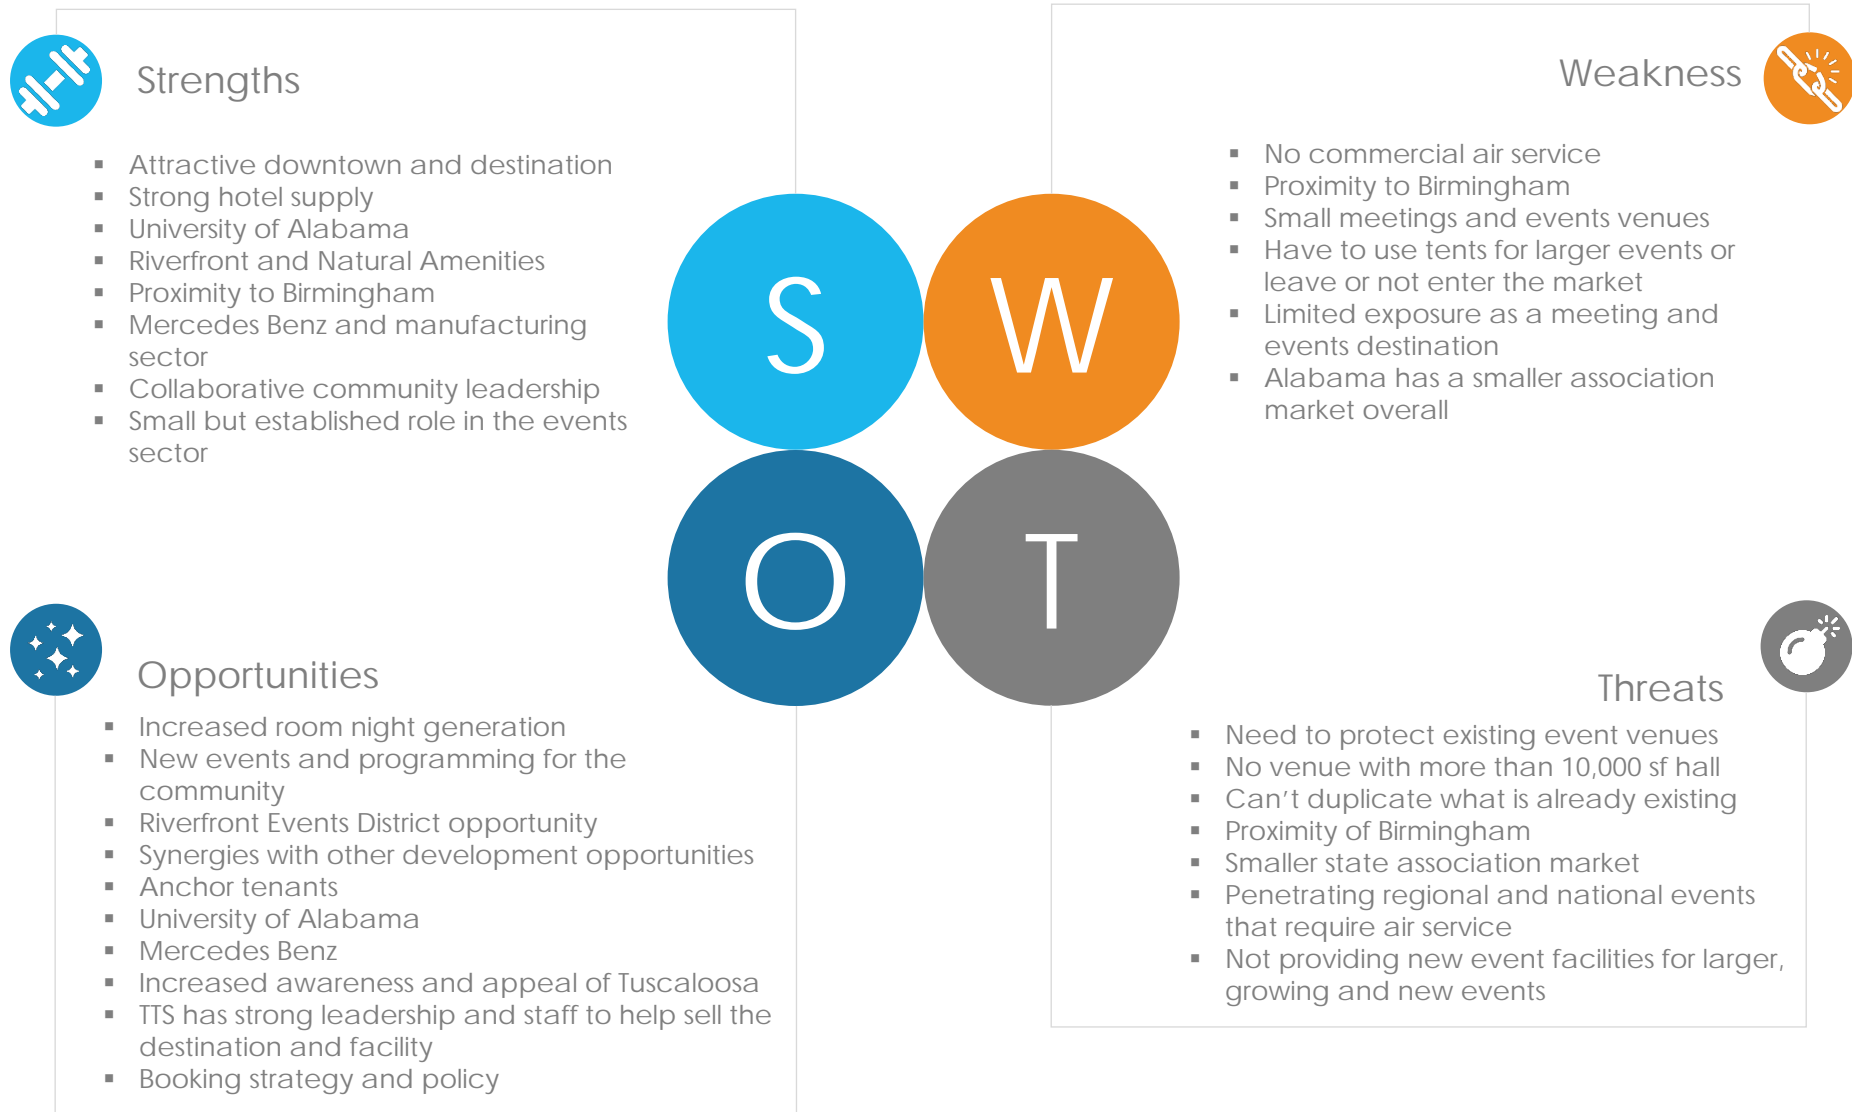 Strengths
▪ Attractive downtown and destination
▪ Strong hotel supply
▪ University of Alabama
▪ Riverfront and Natural Amenities
▪ Proximity to Birmingham
▪ Mercedes Benz and manufacturing
sector
▪ Collaborative community leadership
▪ Small but established role in the events
sector
Weakness
▪ No commercial air service
▪ Proximity to Birmingham
▪ Small meetings and events venues
▪ Have to use tents for larger events or
leave or not enter the market
▪ Limited exposure as a meeting and
events destination
▪ Alabama has a smaller association
market overall
S
W
O
T
Opportunities
▪ Increased room night generation
▪ New events and programming for the
community
▪ Riverfront Events District opportunity
▪ Synergies with other development opportunities
▪ Anchor tenants
▪ University of Alabama
▪ Mercedes Benz
▪ Increased awareness and appeal of Tuscaloosa
▪ TTS has strong leadership and staff to help sell the
destination and facility
▪ Booking strategy and policy
Threats
▪ Need to protect existing event venues
▪ No venue with more than 10,000 sf hall
▪ Can’t duplicate what is already existing
▪ Proximity of Birmingham
▪ Smaller state association market
▪ Penetrating regional and national events
that require air service
▪ Not providing new event facilities for larger,
growing and new events